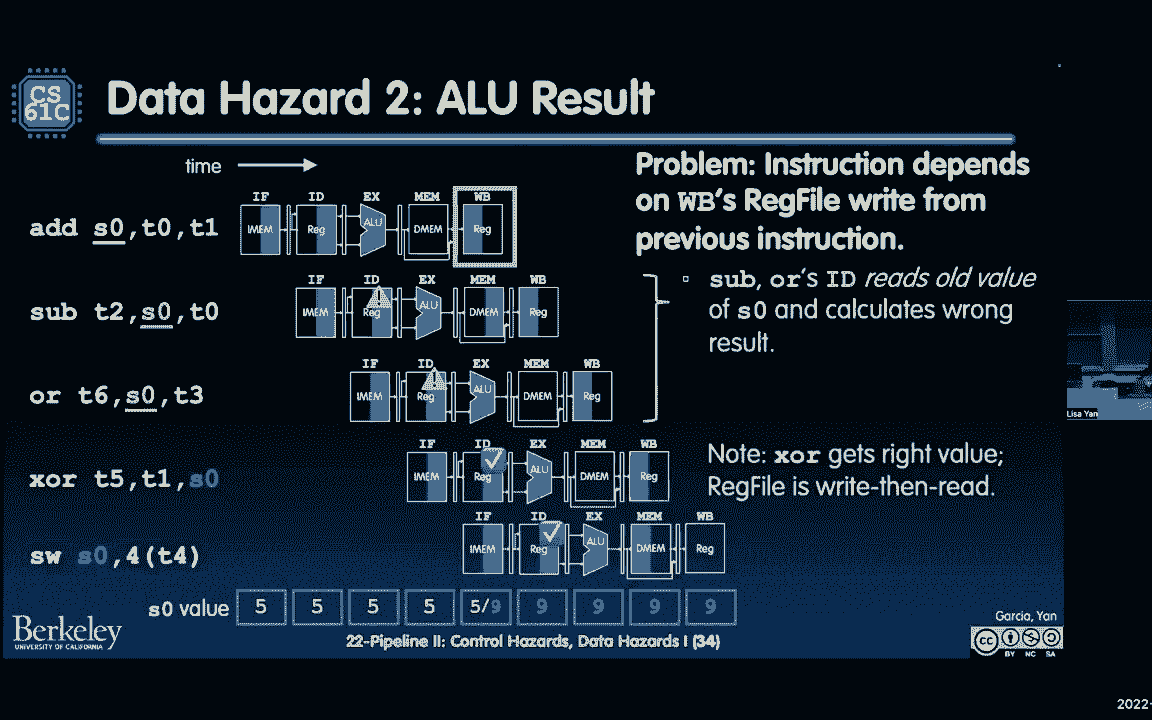 CS
61C
Data Hazard 2: ALU Result
time
Problem: Instruction depends
on WB's RegFile write from
previous instruction.
IF ID EX MEM WB
add s0,t0,t1
IMEM Reg ALU DMEM Reg
IF ID EX MEM WB
sub t2,s0,t0
IMEM Reg ALU DMEM Reg
sub, or's ID reads old value
of s0 and calculates wrong
result.
IF ID EX MEM WB
or t6,s0,t3
IMEM Reg ALU DMEM Reg
Lisa Yan
IF ID EX MEM WB
xor t5,t1,s0
IMEM Reg ALU DMEM Reg
Note: xor gets right value;
RegFile is write-then-read.
IF ID EX MEM WB
sw s0,4(t4)
IMEM Reg ALU DMEM Reg
s0 value 5 5 5 5 5/9 9 9 9 9
Berkeley
UNIVERSITY OF CALIFORNIA
22-Pipeline II: Control Hazards, Data Hazards I (34)
Garcia, Yan
cc
BY NC SA
2022-